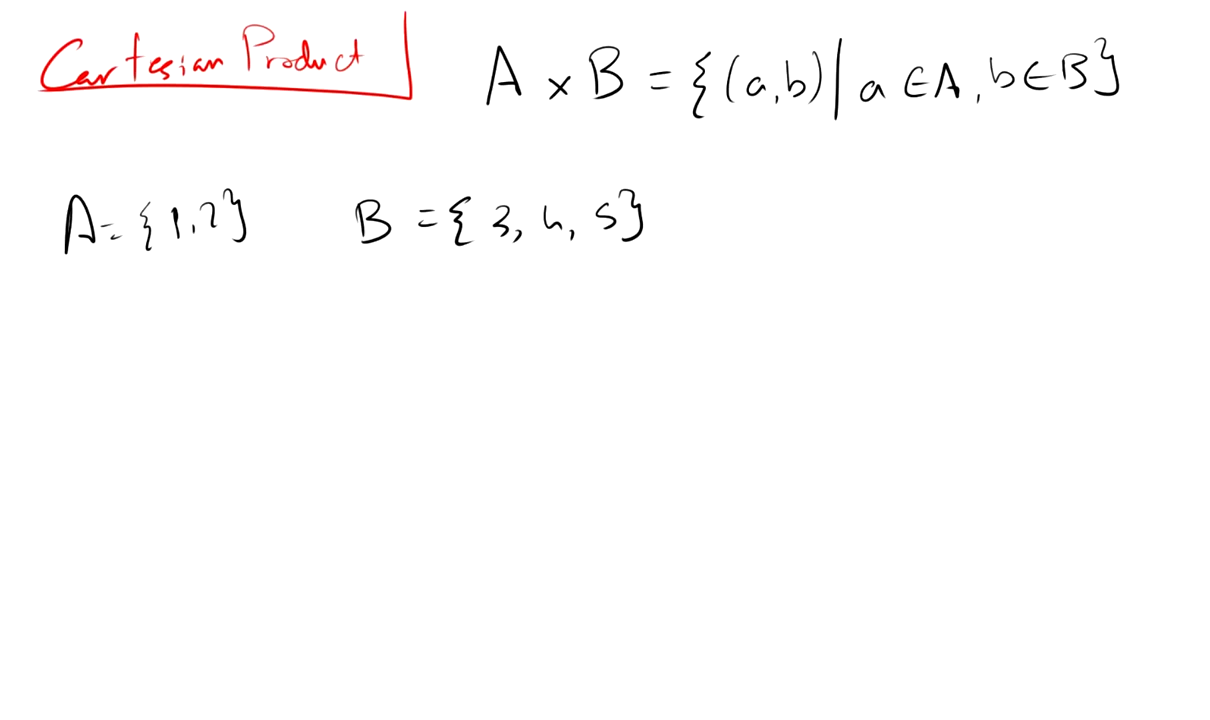 Cartesian Product
A × B = {(a,b) | a ∈ A, b ∈ B}
A = {1,2} B = {3, 4, 5}